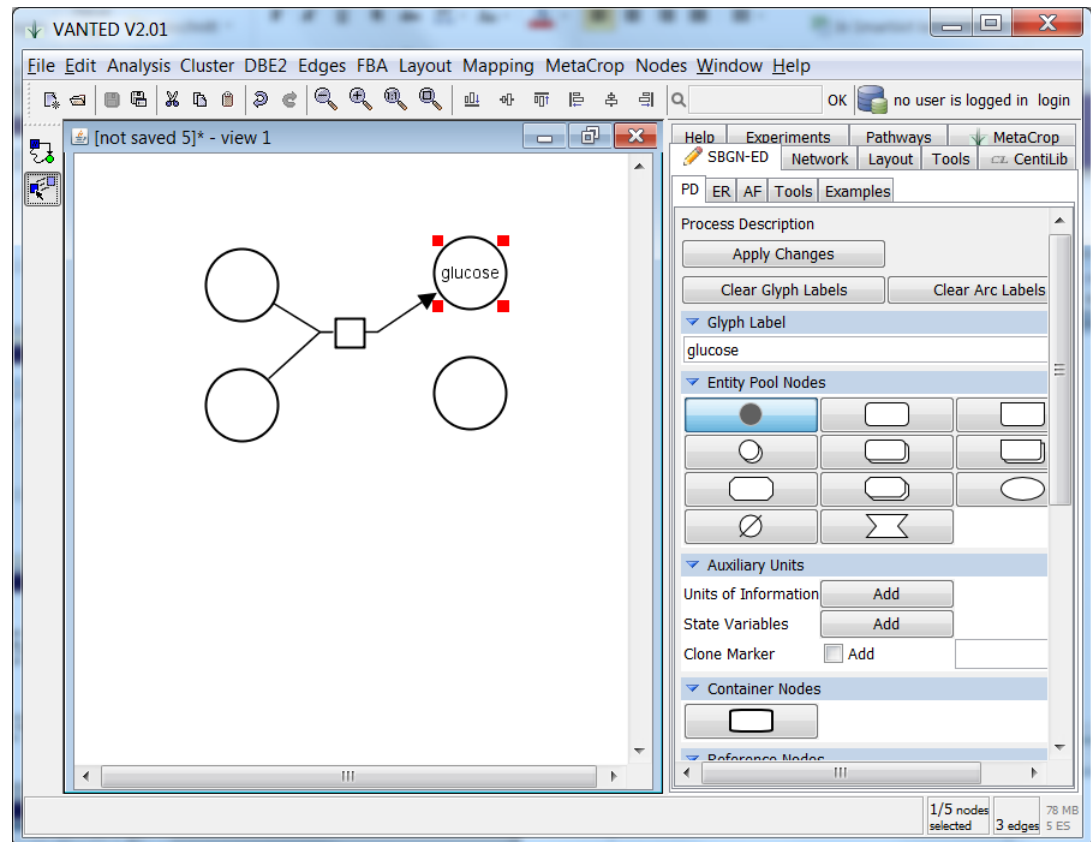 VANTED V2.01
File Edit Analysis Cluster DBE2 Edges FBA Layout Mapping MetaCrop Nodes Window Help
OK no user is logged in login
[not saved 5]* - view 1
Help Experiments Pathways MetaCrop
SBGN-ED Network Layout Tools CL CentiLib
PD ER AF Tools Examples
Process Description
Apply Changes
Clear Glyph Labels Clear Arc Labels
Glyph Label
glucose
Entity Pool Nodes
Auxiliary Units
Units of Information Add
State Variables Add
Clone Marker Add
Container Nodes
Reference Nodes
glucose
1/5 nodes selected
3 edges
78 MB
5 ES